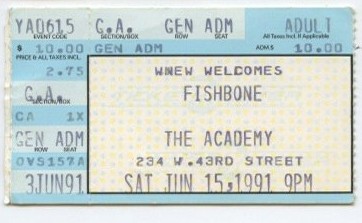 YA0615 G.A. GEN ADM ADULT
EVENT CODE SECTION/BOX ROW SEAT All Taxes Incl. If Applicable
$ 10.00 GEN ADM ADM $ 10.00
PRICE & ALL TAXES INCL.
2.75 WNEW WELCOMES
G.A. FISHBONE
SECTION/BOX
CA 1X
GEN ADM THE ACADEMY
ROW SEAT
OVS157A 234 W.43RD STREET
3JUN91 SAT JUN 15,1991 9PM